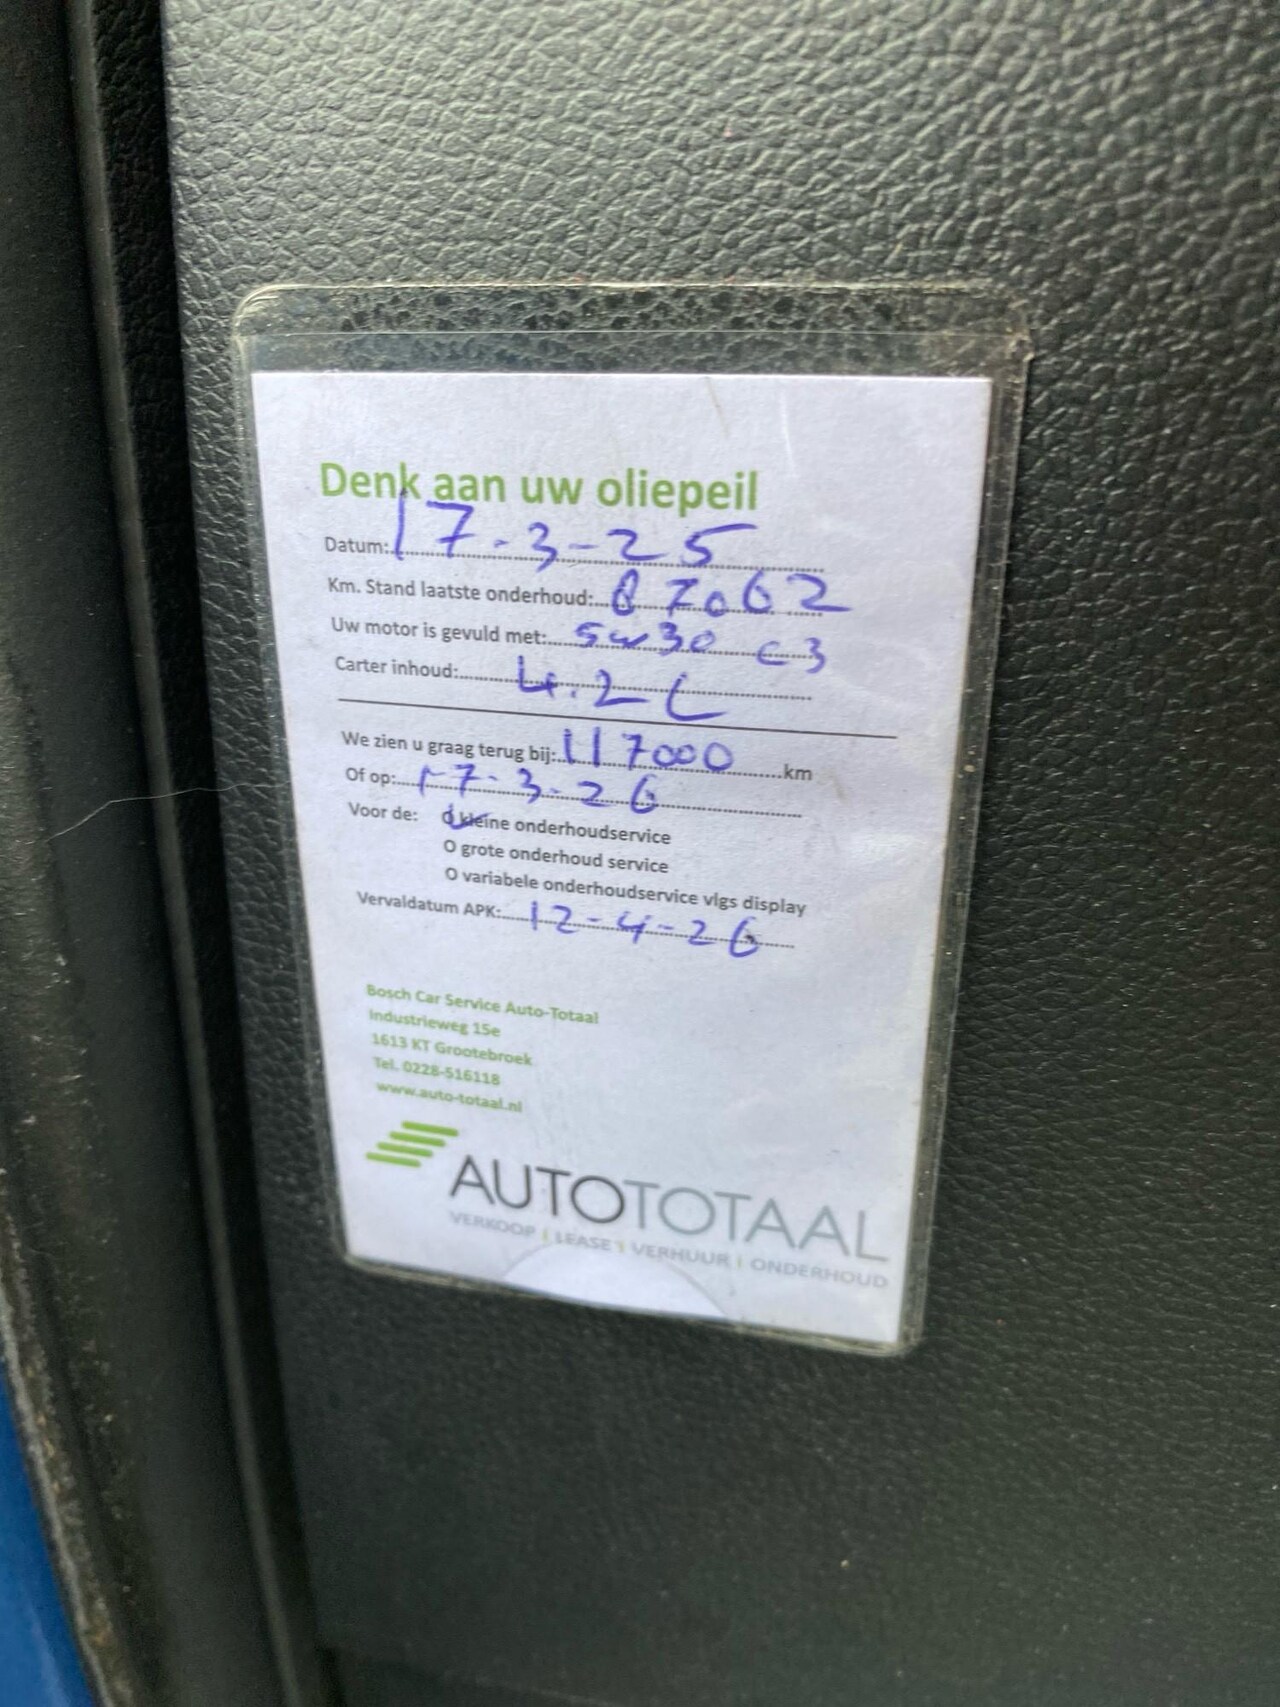 Denk aan uw oliepeil
Datum: 17-3-25
Km. Stand laatste onderhoud: 87062
Uw motor is gevuld met: 5w30 c3
Carter inhoud: 4.2 L
We zien u graag terug bij: 117000 km
Of op: 17-3-26
Voor de: O kleine onderhoudservice
O grote onderhoud service
O variabele onderhoudservice vlgs display
Vervaldatum APK: 12-4-26
Bosch Car Service Auto-Totaal
Industrieweg 15e
1613 KT Grootebroek
Tel. 0228-516118
www.auto-totaal.nl
AUTOTOTAAL
VERKOOP | LEASE | VERHUUR | ONDERHOUD